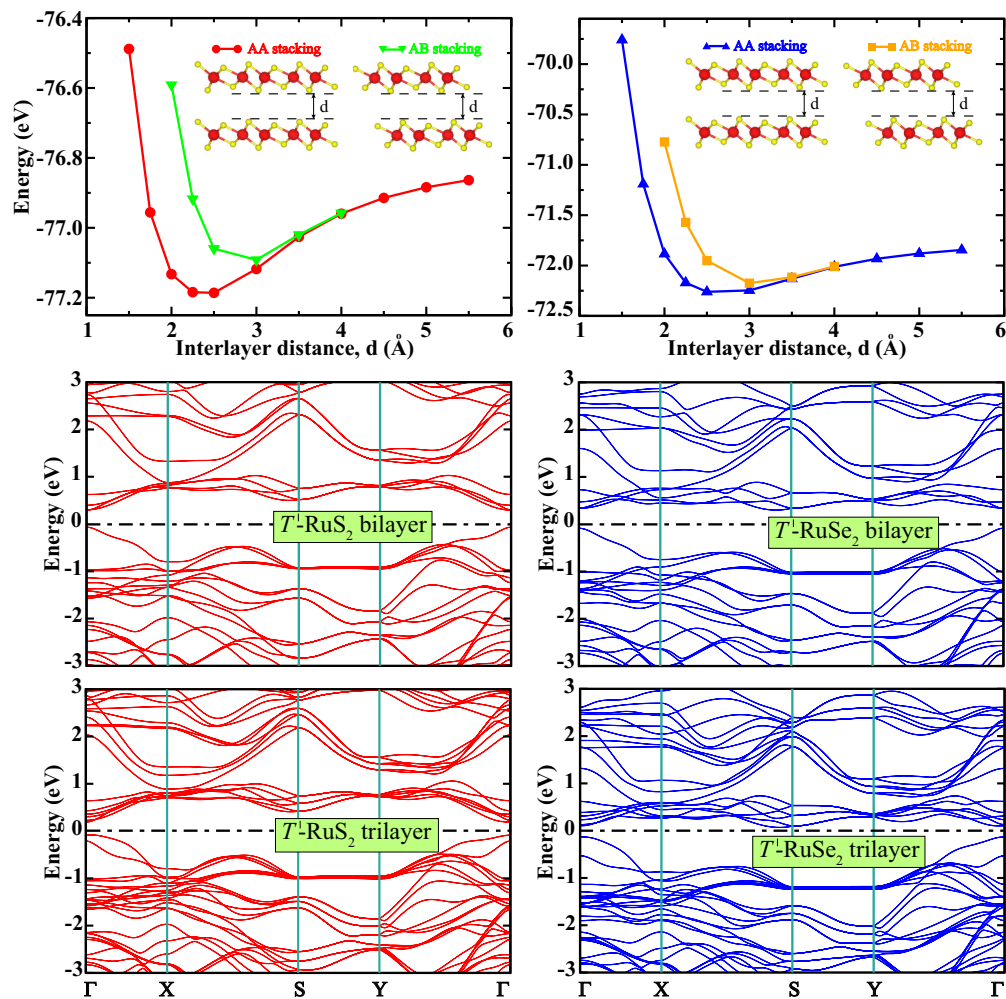 AA stacking AB stacking
d
Energy (eV)
-76.4
-76.6
-76.8
-77.0
-77.2
1 2 3 4 5 6
Interlayer distance, d (Å)
AA stacking AB stacking
d
Energy (eV)
-70.0
-70.5
-71.0
-71.5
-72.0
-72.5
1 2 3 4 5 6
Interlayer distance, d (Å)
3
2
1
0
-1
-2
-3
Energy (eV)
T'-RuS2 bilayer
3
2
1
0
-1
-2
-3
Energy (eV)
T'-RuSe2 bilayer
3
2
1
0
-1
-2
-3
Energy (eV)
T'-RuS2 trilayer
Γ X S Y Γ
3
2
1
0
-1
-2
-3
Energy (eV)
T'-RuSe2 trilayer
Γ X S Y Γ